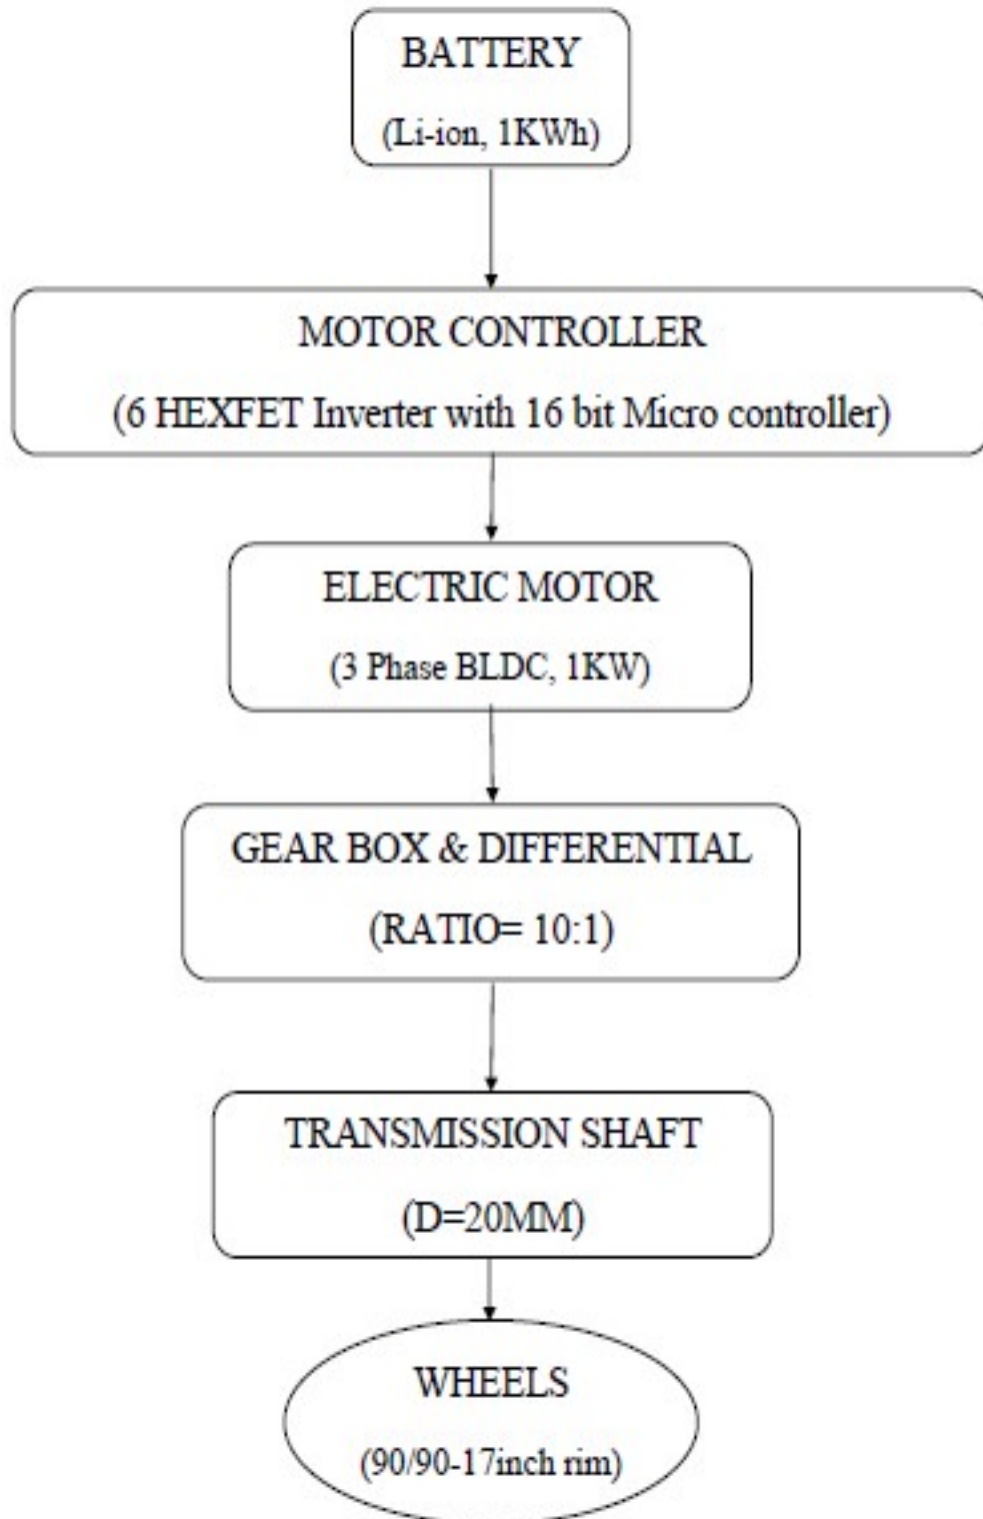 BATTERY
(Li-ion, 1KWh)
MOTOR CONTROLLER
(6 HEXFET Inverter with 16 bit Micro controller)
ELECTRIC MOTOR
(3 Phase BLDC, 1KW)
GEAR BOX & DIFFERENTIAL
(RATIO= 10:1)
TRANSMISSION SHAFT
(D=20MM)
WHEELS
(90/90-17inch rim)